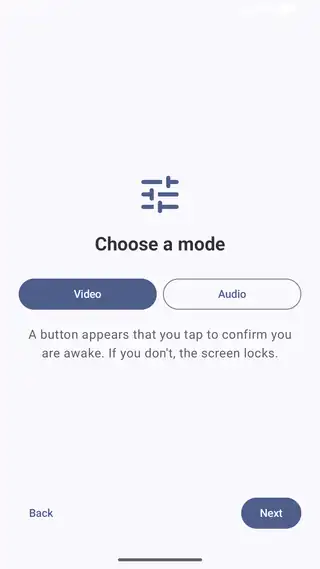 Choose a mode
Video
Audio
A button appears that you tap to confirm you
are awake. If you don't, the screen locks.
Back
Next